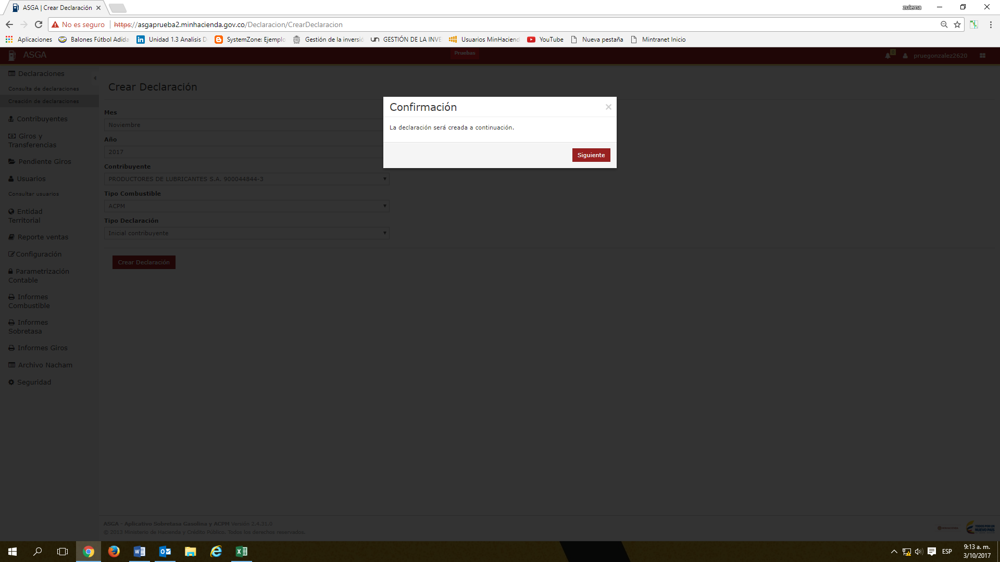 ASGA | Crear Declaración
zulema
No es seguro
https://asgaprueba2.minhacienda.gov.co/Declaracion/CrearDeclaracion
Aplicaciones
Balones Fútbol Adida
Unidad 1.3 Analisis D
SystemZone: Ejemplo
Gestión de la inversió
GESTIÓN DE LA INVE
Usuarios MinHaciend
YouTube
Nueva pestaña
Mintranet Inicio
ASGA
Pruebas
pruegonzalez2620
Declaraciones
Consulta de declaraciones
Creación de declaraciones
Contribuyentes
Giros y
Transferencias
Pendiente Giros
Usuarios
Consultar usuarios
Entidad
Territorial
Reporte ventas
Configuración
Parametrización
Contable
Informes
Combustible
Informes
Sobretasa
Informes Giros
Archivo Nacham
Seguridad
Crear Declaración
Mes
Noviembre
Año
2017
Contribuyente
PRODUCTORES DE LUBRICANTES S.A. 900044844-3
Tipo Combustible
ACPM
Tipo Declaración
Inicial contribuyente
Crear Declaración
Confirmación
La declaración será creada a continuación.
Siguiente
ASGA - Aplicativo Sobretasa Gasolina y ACPM Versión 2.4.31.0
© 2013 Ministerio de Hacienda y Crédito Público. Todos los derechos reservados.
TODOS POR UN
NUEVO PAÍS
ESP
9:13 a. m.
3/10/2017